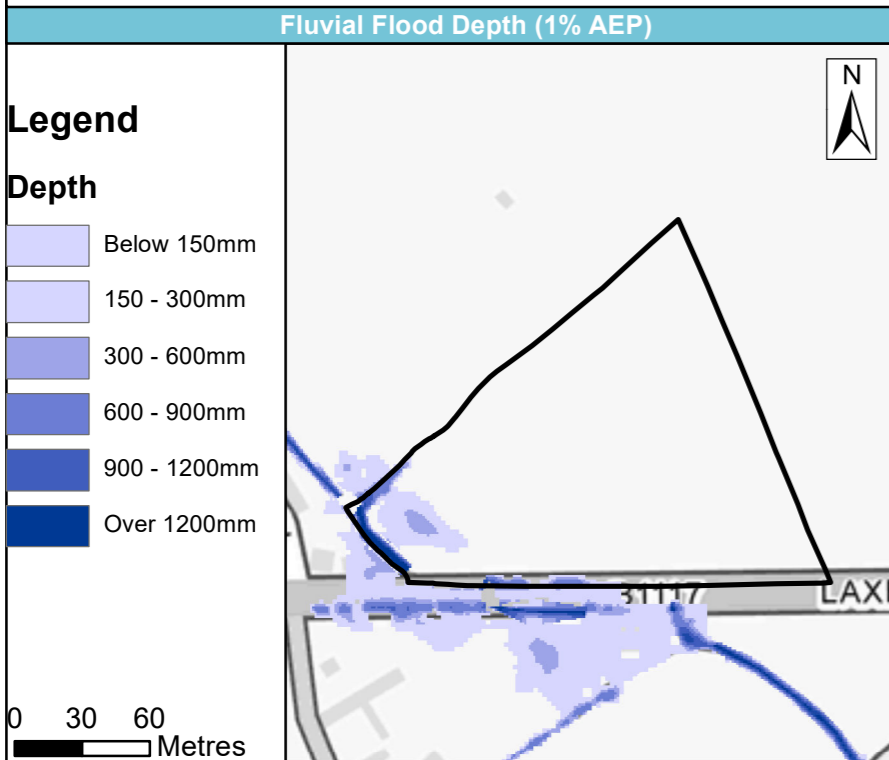 Fluvial Flood Depth (1% AEP)
N
Legend
Depth
Below 150mm
150 - 300mm
300 - 600mm
600 - 900mm
900 - 1200mm
Over 1200mm
LAX
0 30 60
Metres